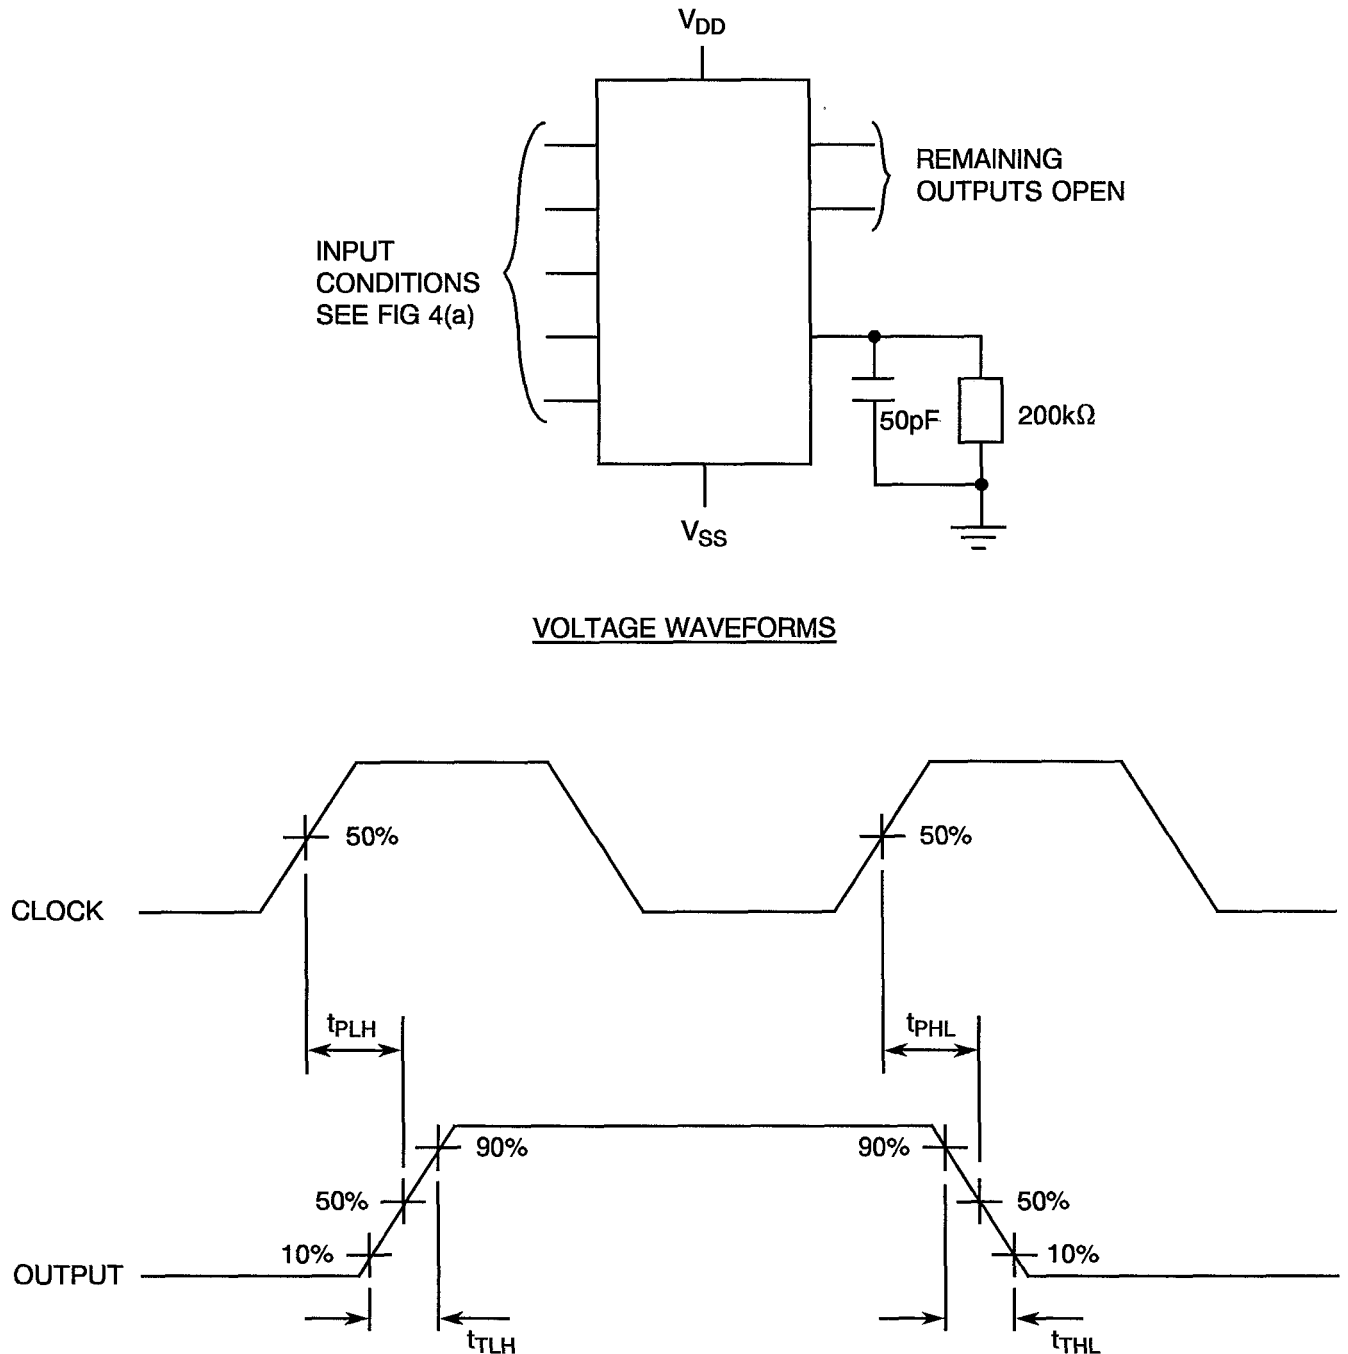 VDD
REMAINING
OUTPUTS OPEN
INPUT
CONDITIONS
SEE FIG 4(a)
50pF
200kΩ
VSS
VOLTAGE WAVEFORMS
50%
50%
CLOCK
tPLH
tPHL
90%
90%
50%
50%
10%
10%
OUTPUT
tTLH
tTHL